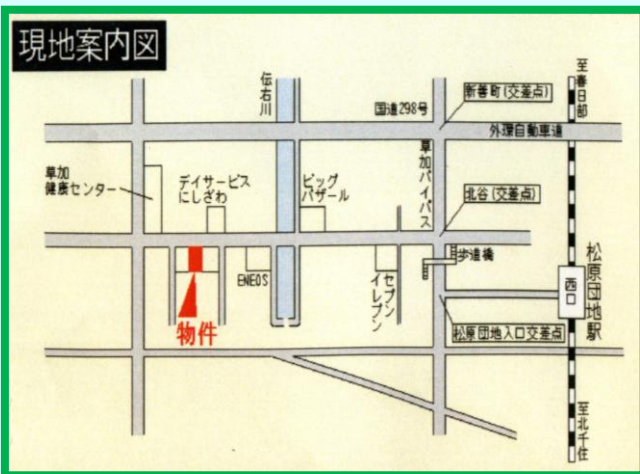 現地案内図
至春日部
伝右川
新善町(交差点)
国道298号
外環自動車道
草加バイパス
草加
健康センター
デイサービス
にしざわ
ビッグ
バザール
北谷(交差点)
歩道橋
松原団地駅
西口
ENEOS
セブン
イレブン
物件
松原団地入口交差点
至北千住